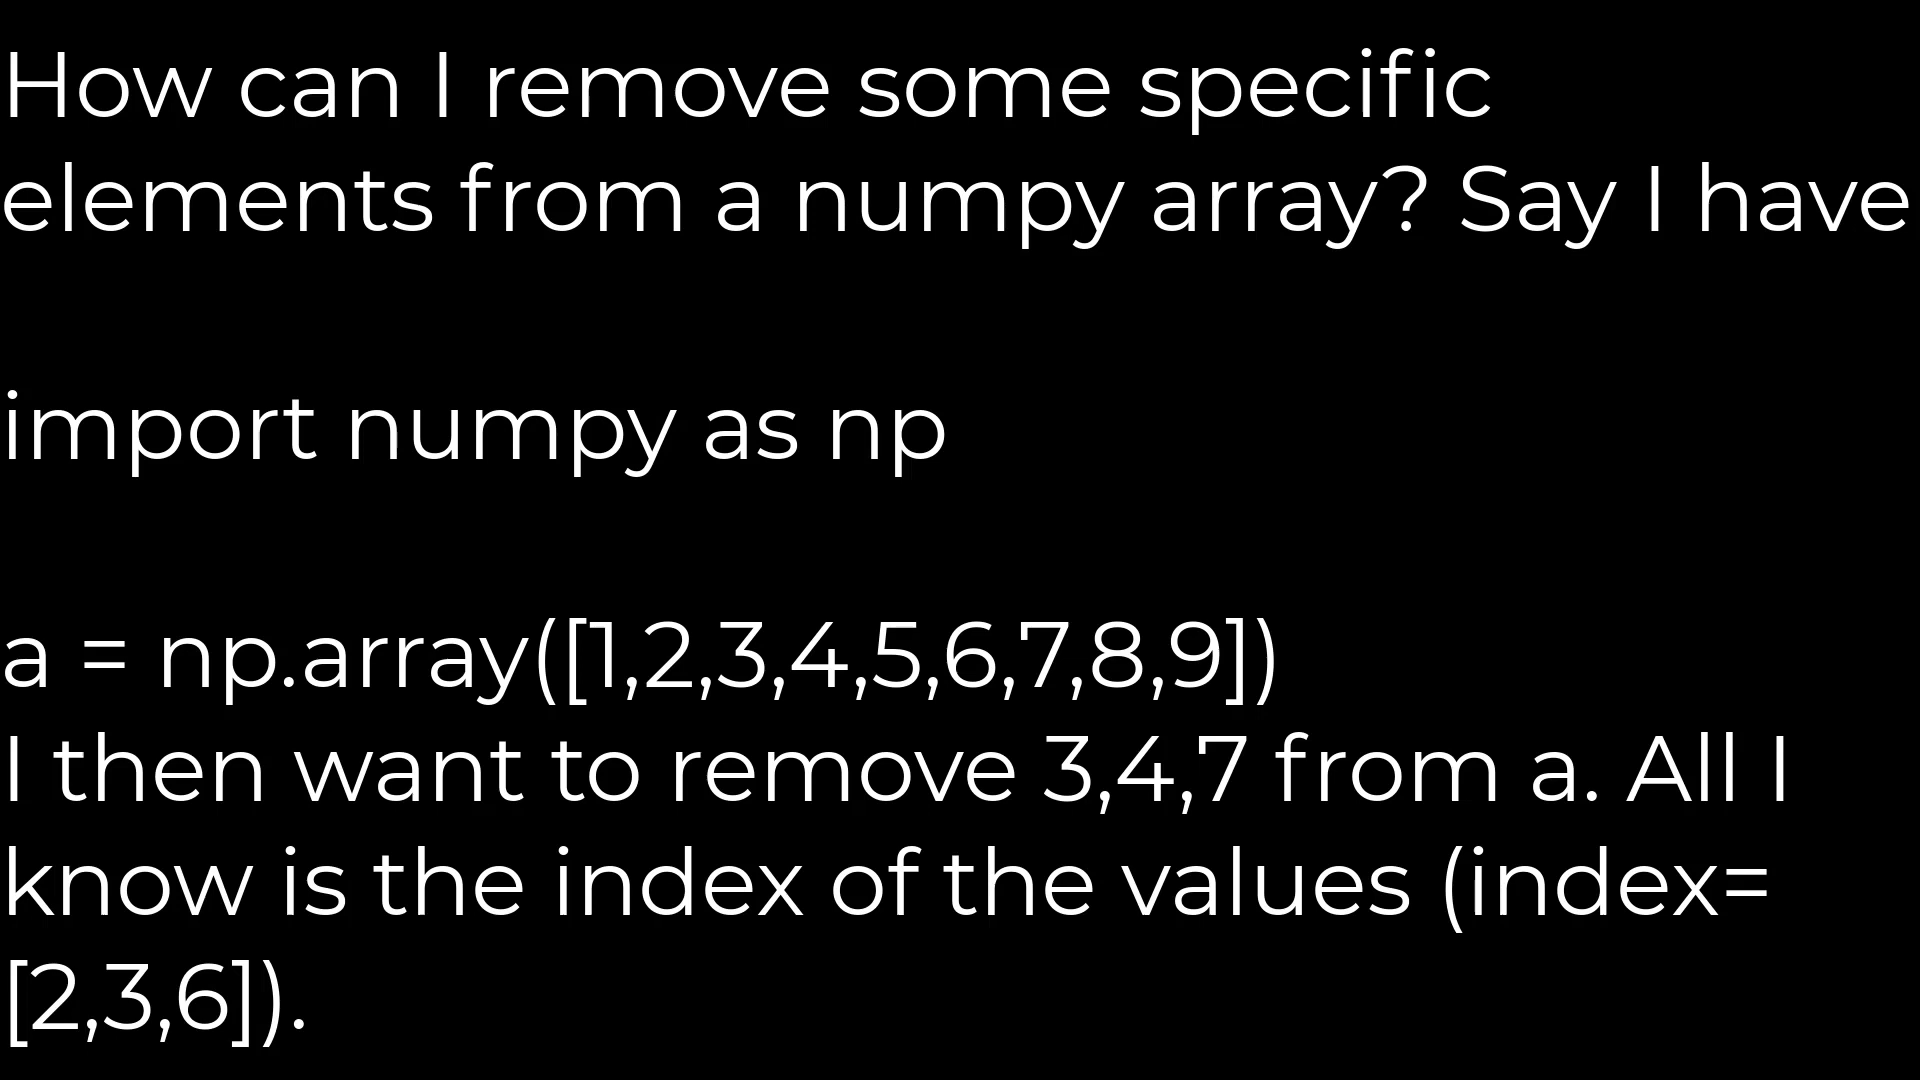 How can I remove some specific
elements from a numpy array? Say I have
import numpy as np
a = np.array([1,2,3,4,5,6,7,8,9])
I then want to remove 3,4,7 from a. All I
know is the index of the values (index=
[2,3,6]).